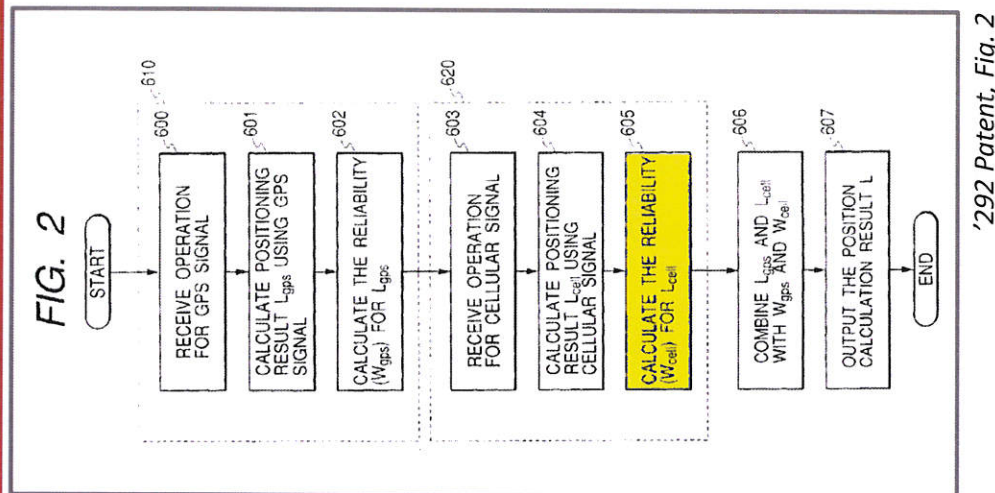 FIG. 2
START
610
600
RECEIVE OPERATION
FOR GPS SIGNAL
601
CALCULATE POSITIONING
RESULT Lgps USING GPS
SIGNAL
602
CALCULATE THE RELIABILITY
(Wgps) FOR Lgps
620
603
RECEIVE OPERATION
FOR CELLULAR SIGNAL
604
CALCULATE POSITIONING
RESULT Lcell USING
CELLULAR SIGNAL
605
CALCULATE THE RELIABILITY
(Wcell) FOR Lcell
606
COMBINE Lgps AND Lcell
WITH Wgps AND Wcell
607
OUTPUT THE POSITION
CALCULATION RESULT L
END
'292 Patent, Fig. 2